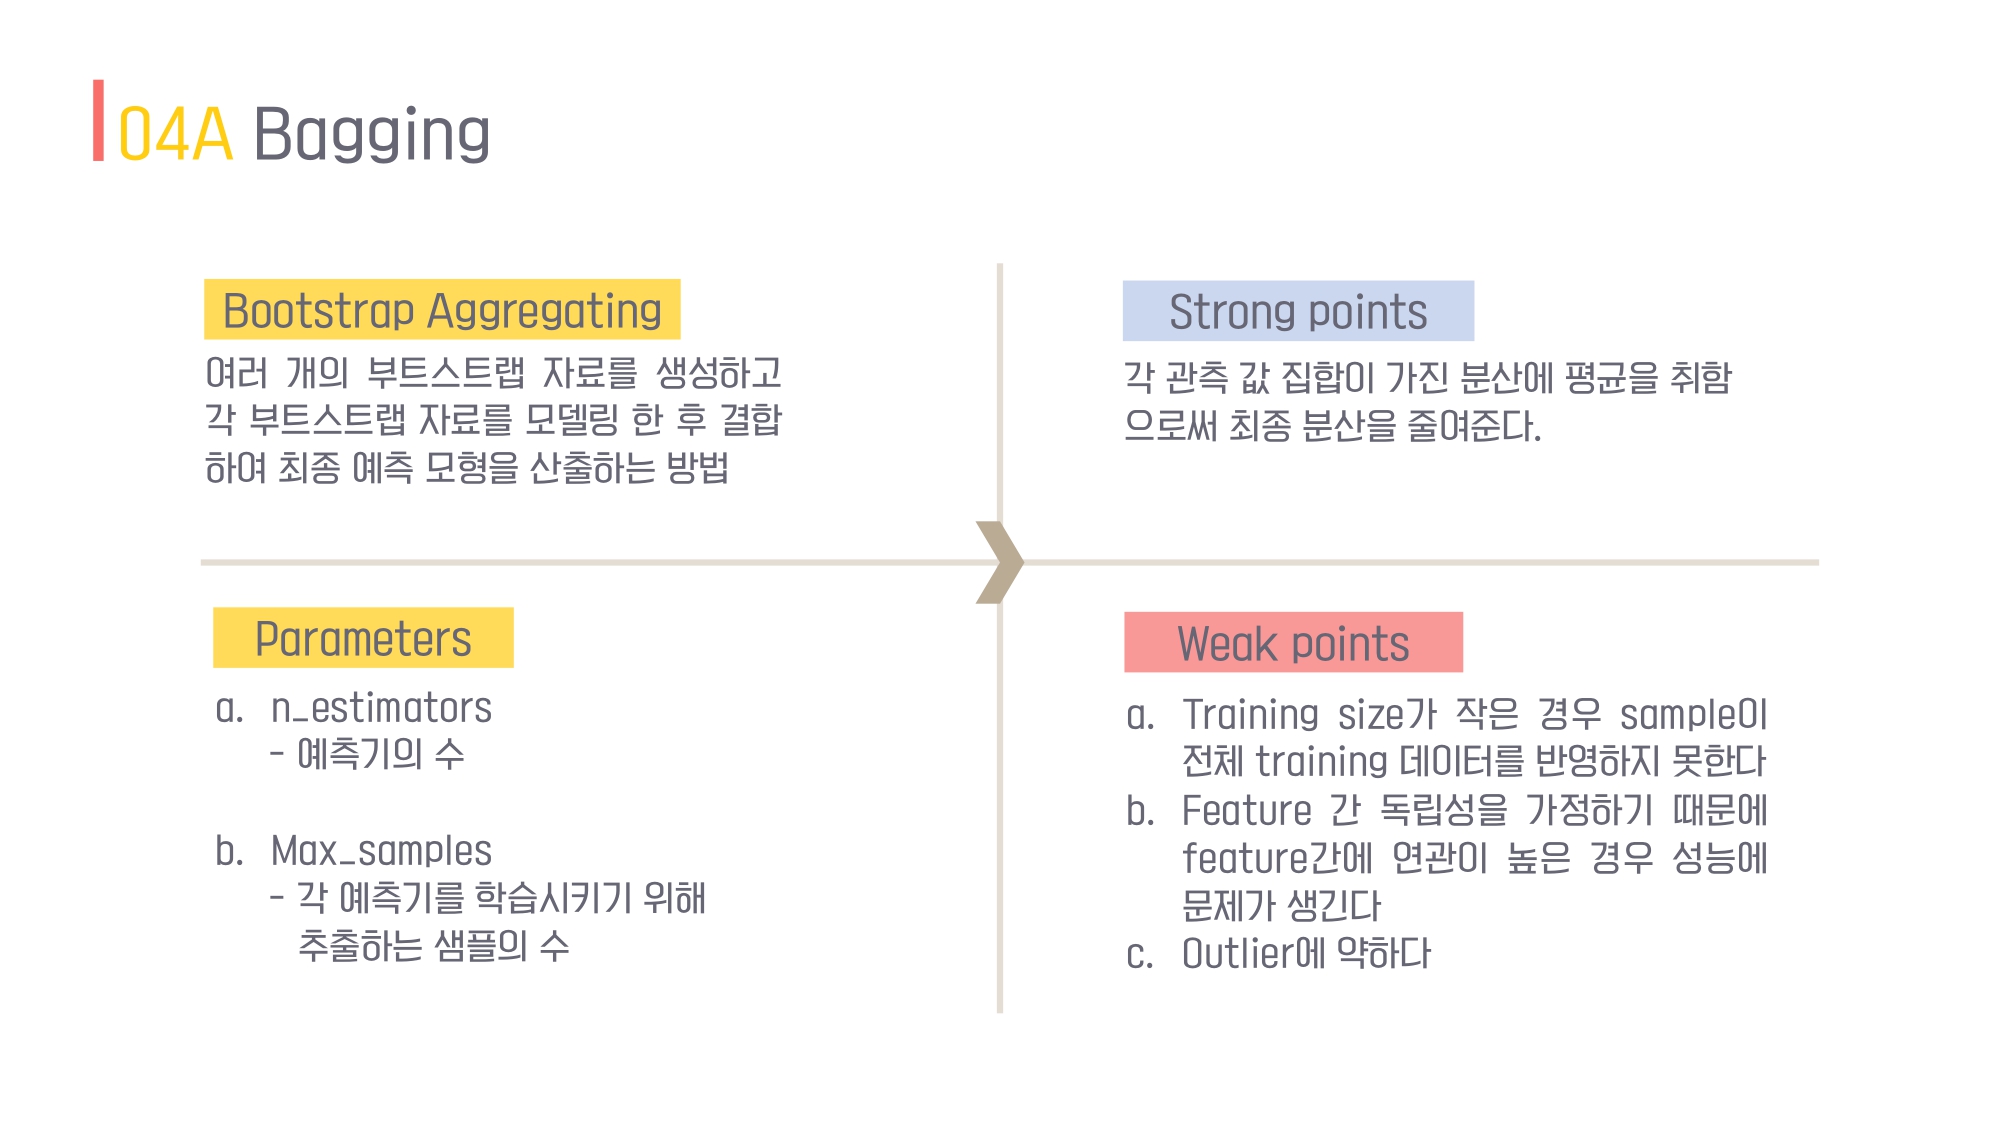 04A Bagging
Bootstrap Aggregating
여러 개의 부트스트랩 자료를 생성하고
각 부트스트랩 자료를 모델링 한 후 결합
하여 최종 예측 모형을 산출하는 방법
Strong points
각 관측 값 집합이 가진 분산에 평균을 취함
으로써 최종 분산을 줄여준다.
Parameters
a. n_estimators
- 예측기의 수
b. Max_samples
- 각 예측기를 학습시키기 위해
추출하는 샘플의 수
Weak points
a. Training size가 작은 경우 sample이
전체 training 데이터를 반영하지 못한다
b. Feature 간 독립성을 가정하기 때문에
feature간에 연관이 높은 경우 성능에
문제가 생긴다
c. Outlier에 약하다